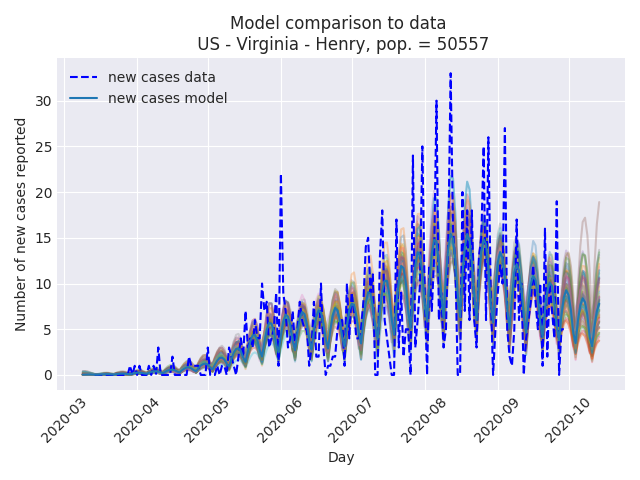 Model comparison to data
US - Virginia - Henry, pop. = 50557
new cases data
new cases model
Number of new cases reported
30
25
20
15
10
5
0
2020-03
2020-04
2020-05
2020-06
2020-07
2020-08
2020-09
2020-10
Day